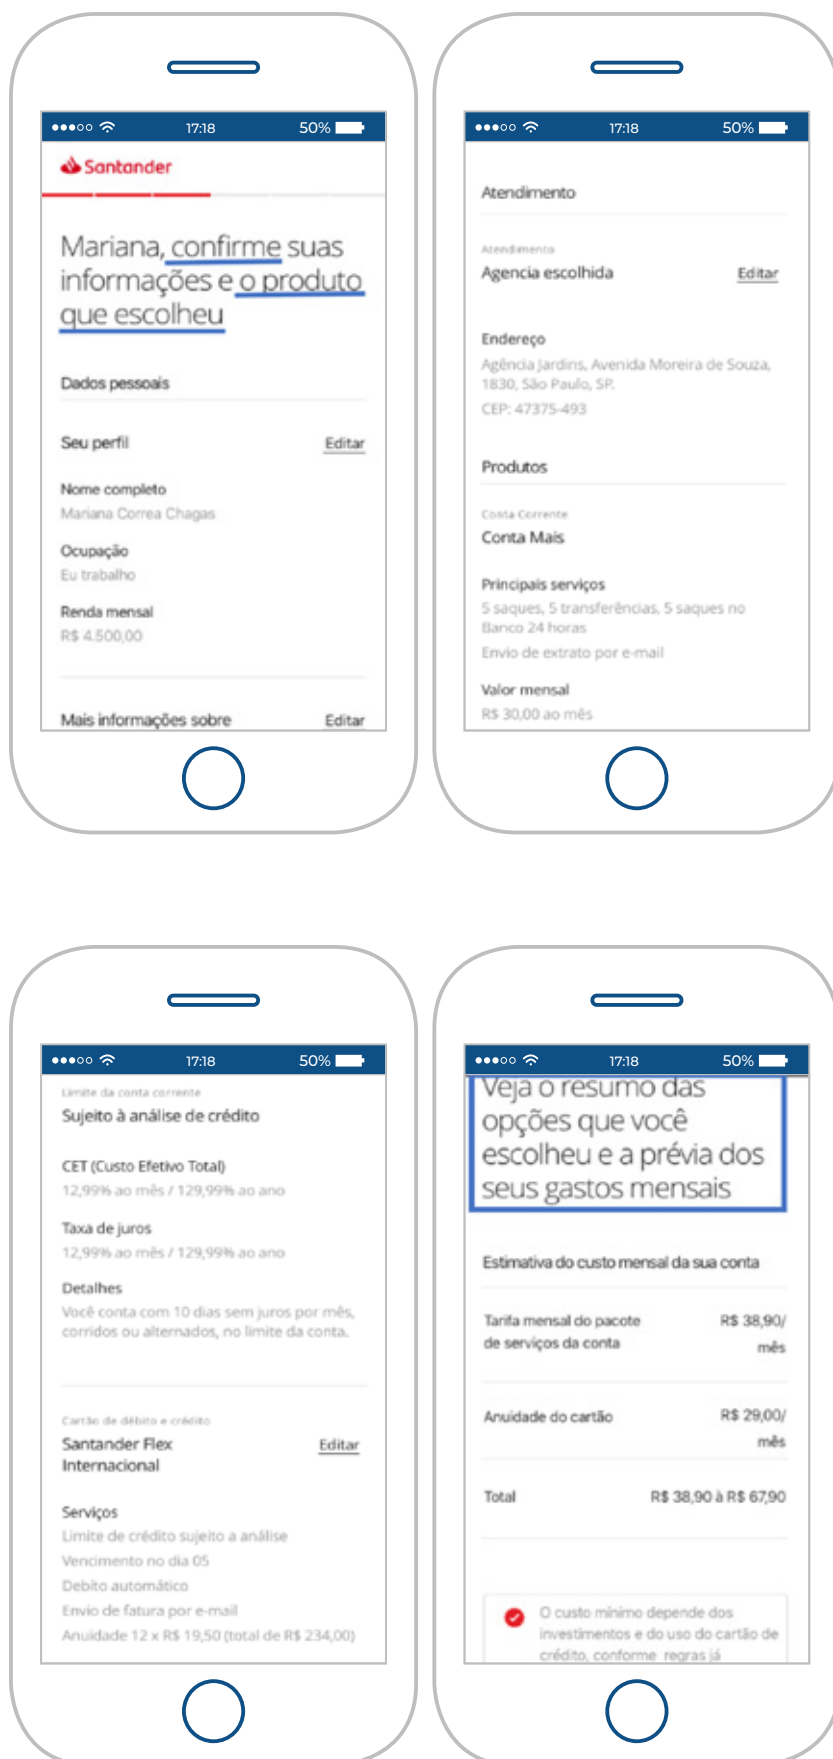 17:18
50%
Santander
Mariana, confirme suas
informações e o produto
que escolheu
Dados pessoais
Seu perfil Editar
Nome completo
Mariana Correa Chagas
Ocupação
Eu trabalho
Renda mensal
R$ 4.500,00
Mais informações sobre Editar
17:18
50%
Atendimento
Atendimento
Agencia escolhida Editar
Endereço
Agência Jardins, Avenida Moreira de Souza,
1830, São Paulo, SP.
CEP: 47375-493
Produtos
Conta Corrente
Conta Mais
Principais serviços
5 saques, 5 transferências, 5 saques no
Banco 24 horas
Envio de extrato por e-mail
Valor mensal
R$ 30,00 ao mês
17:18
50%
Limite da conta corrente
Sujeito à análise de crédito
CET (Custo Efetivo Total)
12,99% ao mês / 129,99% ao ano
Taxa de juros
12,99% ao mês / 129,99% ao ano
Detalhes
Você conta com 10 dias sem juros por mês,
corridos ou alternados, no limite da conta.
Cartão de débito e crédito
Santander Flex Editar
Internacional
Serviços
Limite de crédito sujeito a análise
Vencimento no dia 05
Debito automático
Envio de fatura por e-mail
Anuidade 12 x R$ 19,50 (total de R$ 234,00)
17:18
50%
Veja o resumo das
opções que você
escolheu e a prévia dos
seus gastos mensais
Estimativa do custo mensal da sua conta
Tarifa mensal do pacote R$ 38,90/
de serviços da conta mês
Anuidade do cartão R$ 29,00/
mês
Total R$ 38,90 à R$ 67,90
O custo mínimo depende dos
investimentos e do uso do cartão de
crédito, conforme regras já